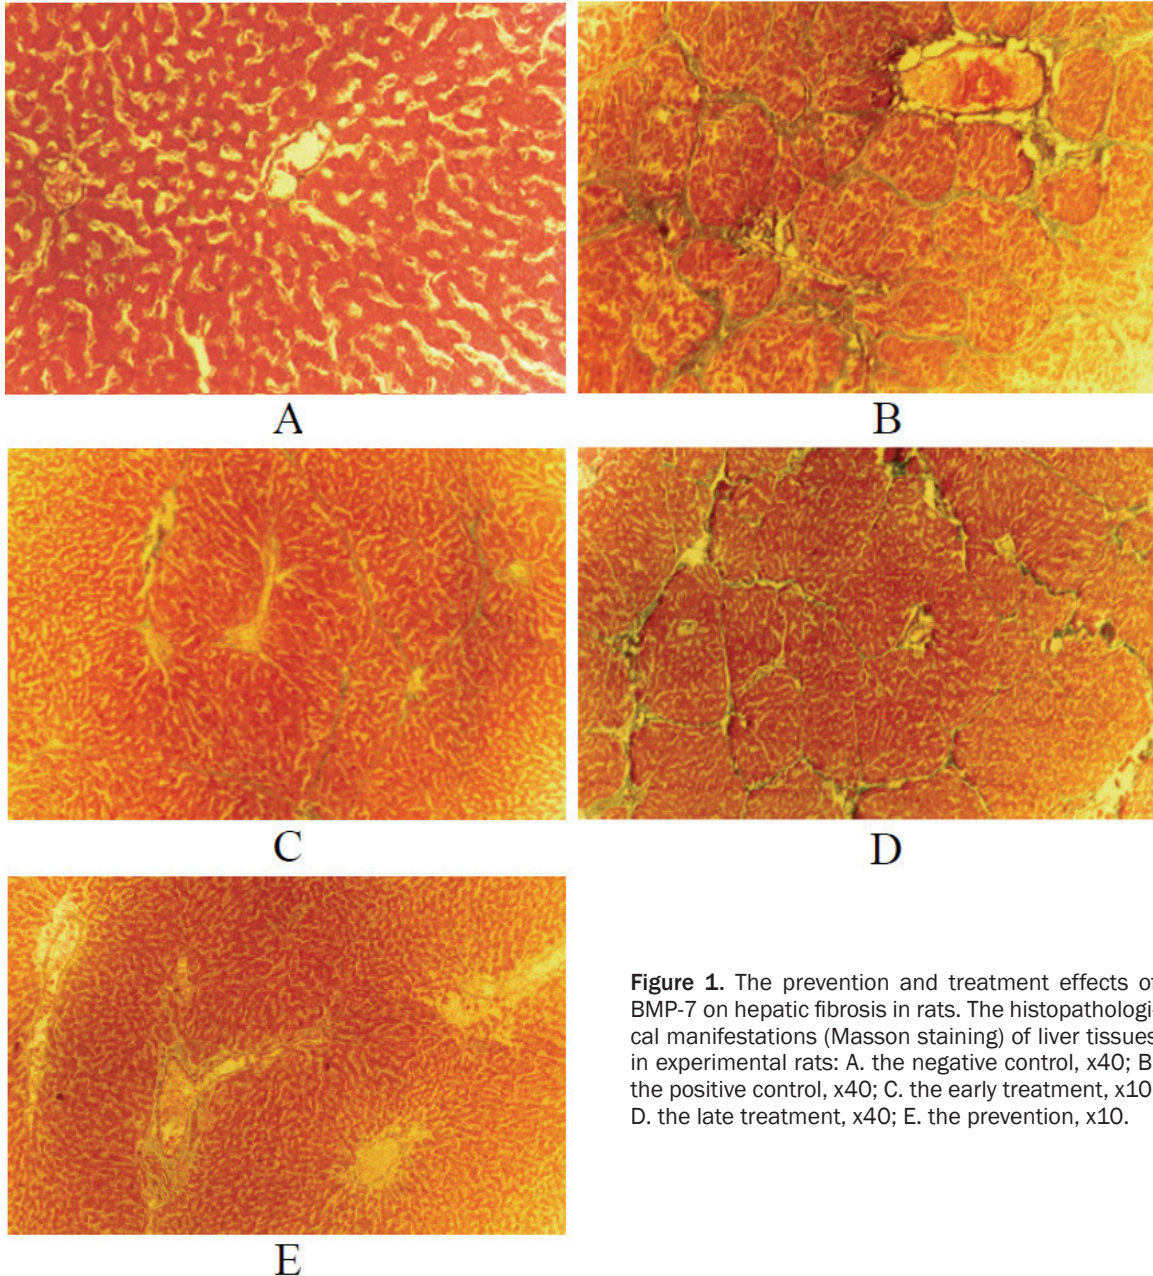 A
B
C
D
E
Figure 1. The prevention and treatment effects of
BMP-7 on hepatic fibrosis in rats. The histopathologi-
cal manifestations (Masson staining) of liver tissues
in experimental rats: A. the negative control, x40; B.
the positive control, x40; C. the early treatment, x10
D. the late treatment, x40; E. the prevention, x10.